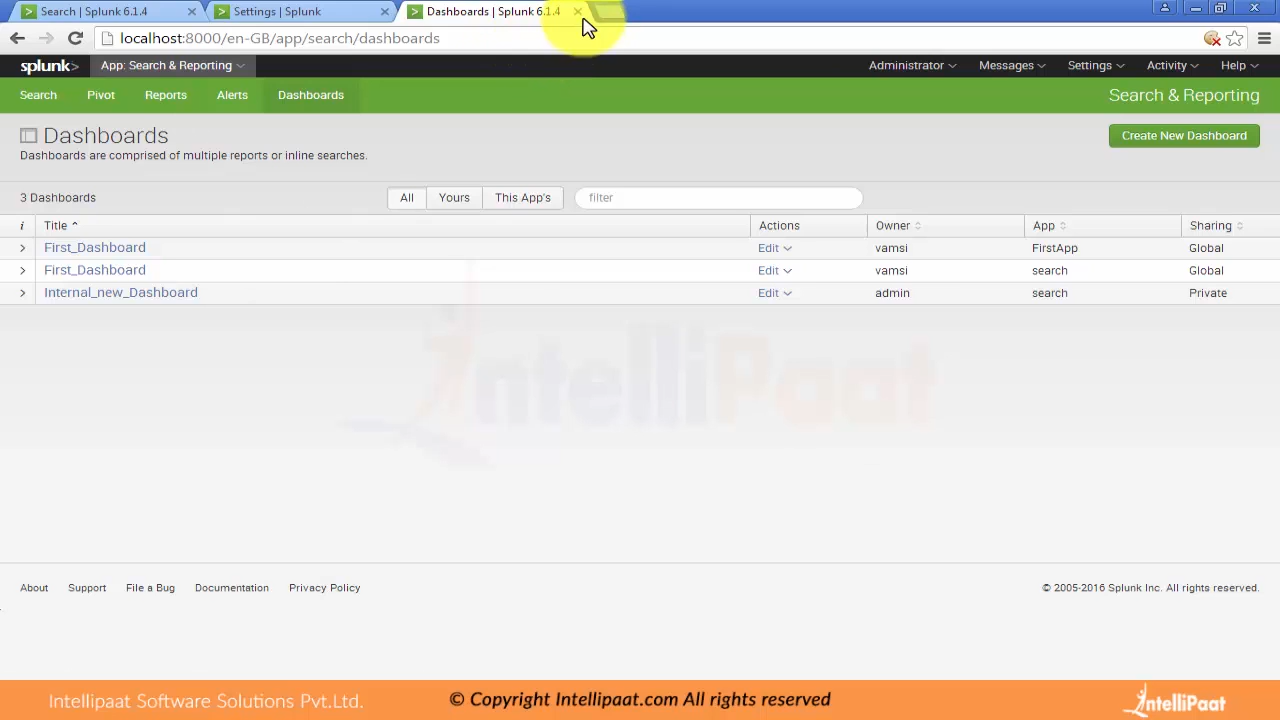 Search | Splunk 6.1.4
Settings | Splunk
Dashboards | Splunk 6.1.4
localhost:8000/en-GB/app/search/dashboards
splunk> App: Search & Reporting Administrator Messages Settings Activity Help
Search Pivot Reports Alerts Dashboards Search & Reporting
Dashboards
Create New Dashboard
Dashboards are comprised of multiple reports or inline searches.
3 Dashboards All Yours This App's filter
i Title Actions Owner App Sharing
First_Dashboard Edit vamsi FirstApp Global
First_Dashboard Edit vamsi search Global
Internal_new_Dashboard Edit admin search Private
IntelliPaat
About Support File a Bug Documentation Privacy Policy © 2005-2016 Splunk Inc. All rights reserved.
Intellipaat Software Solutions Pvt.Ltd. © Copyright Intellipaat.com All rights reserved IntelliPaat